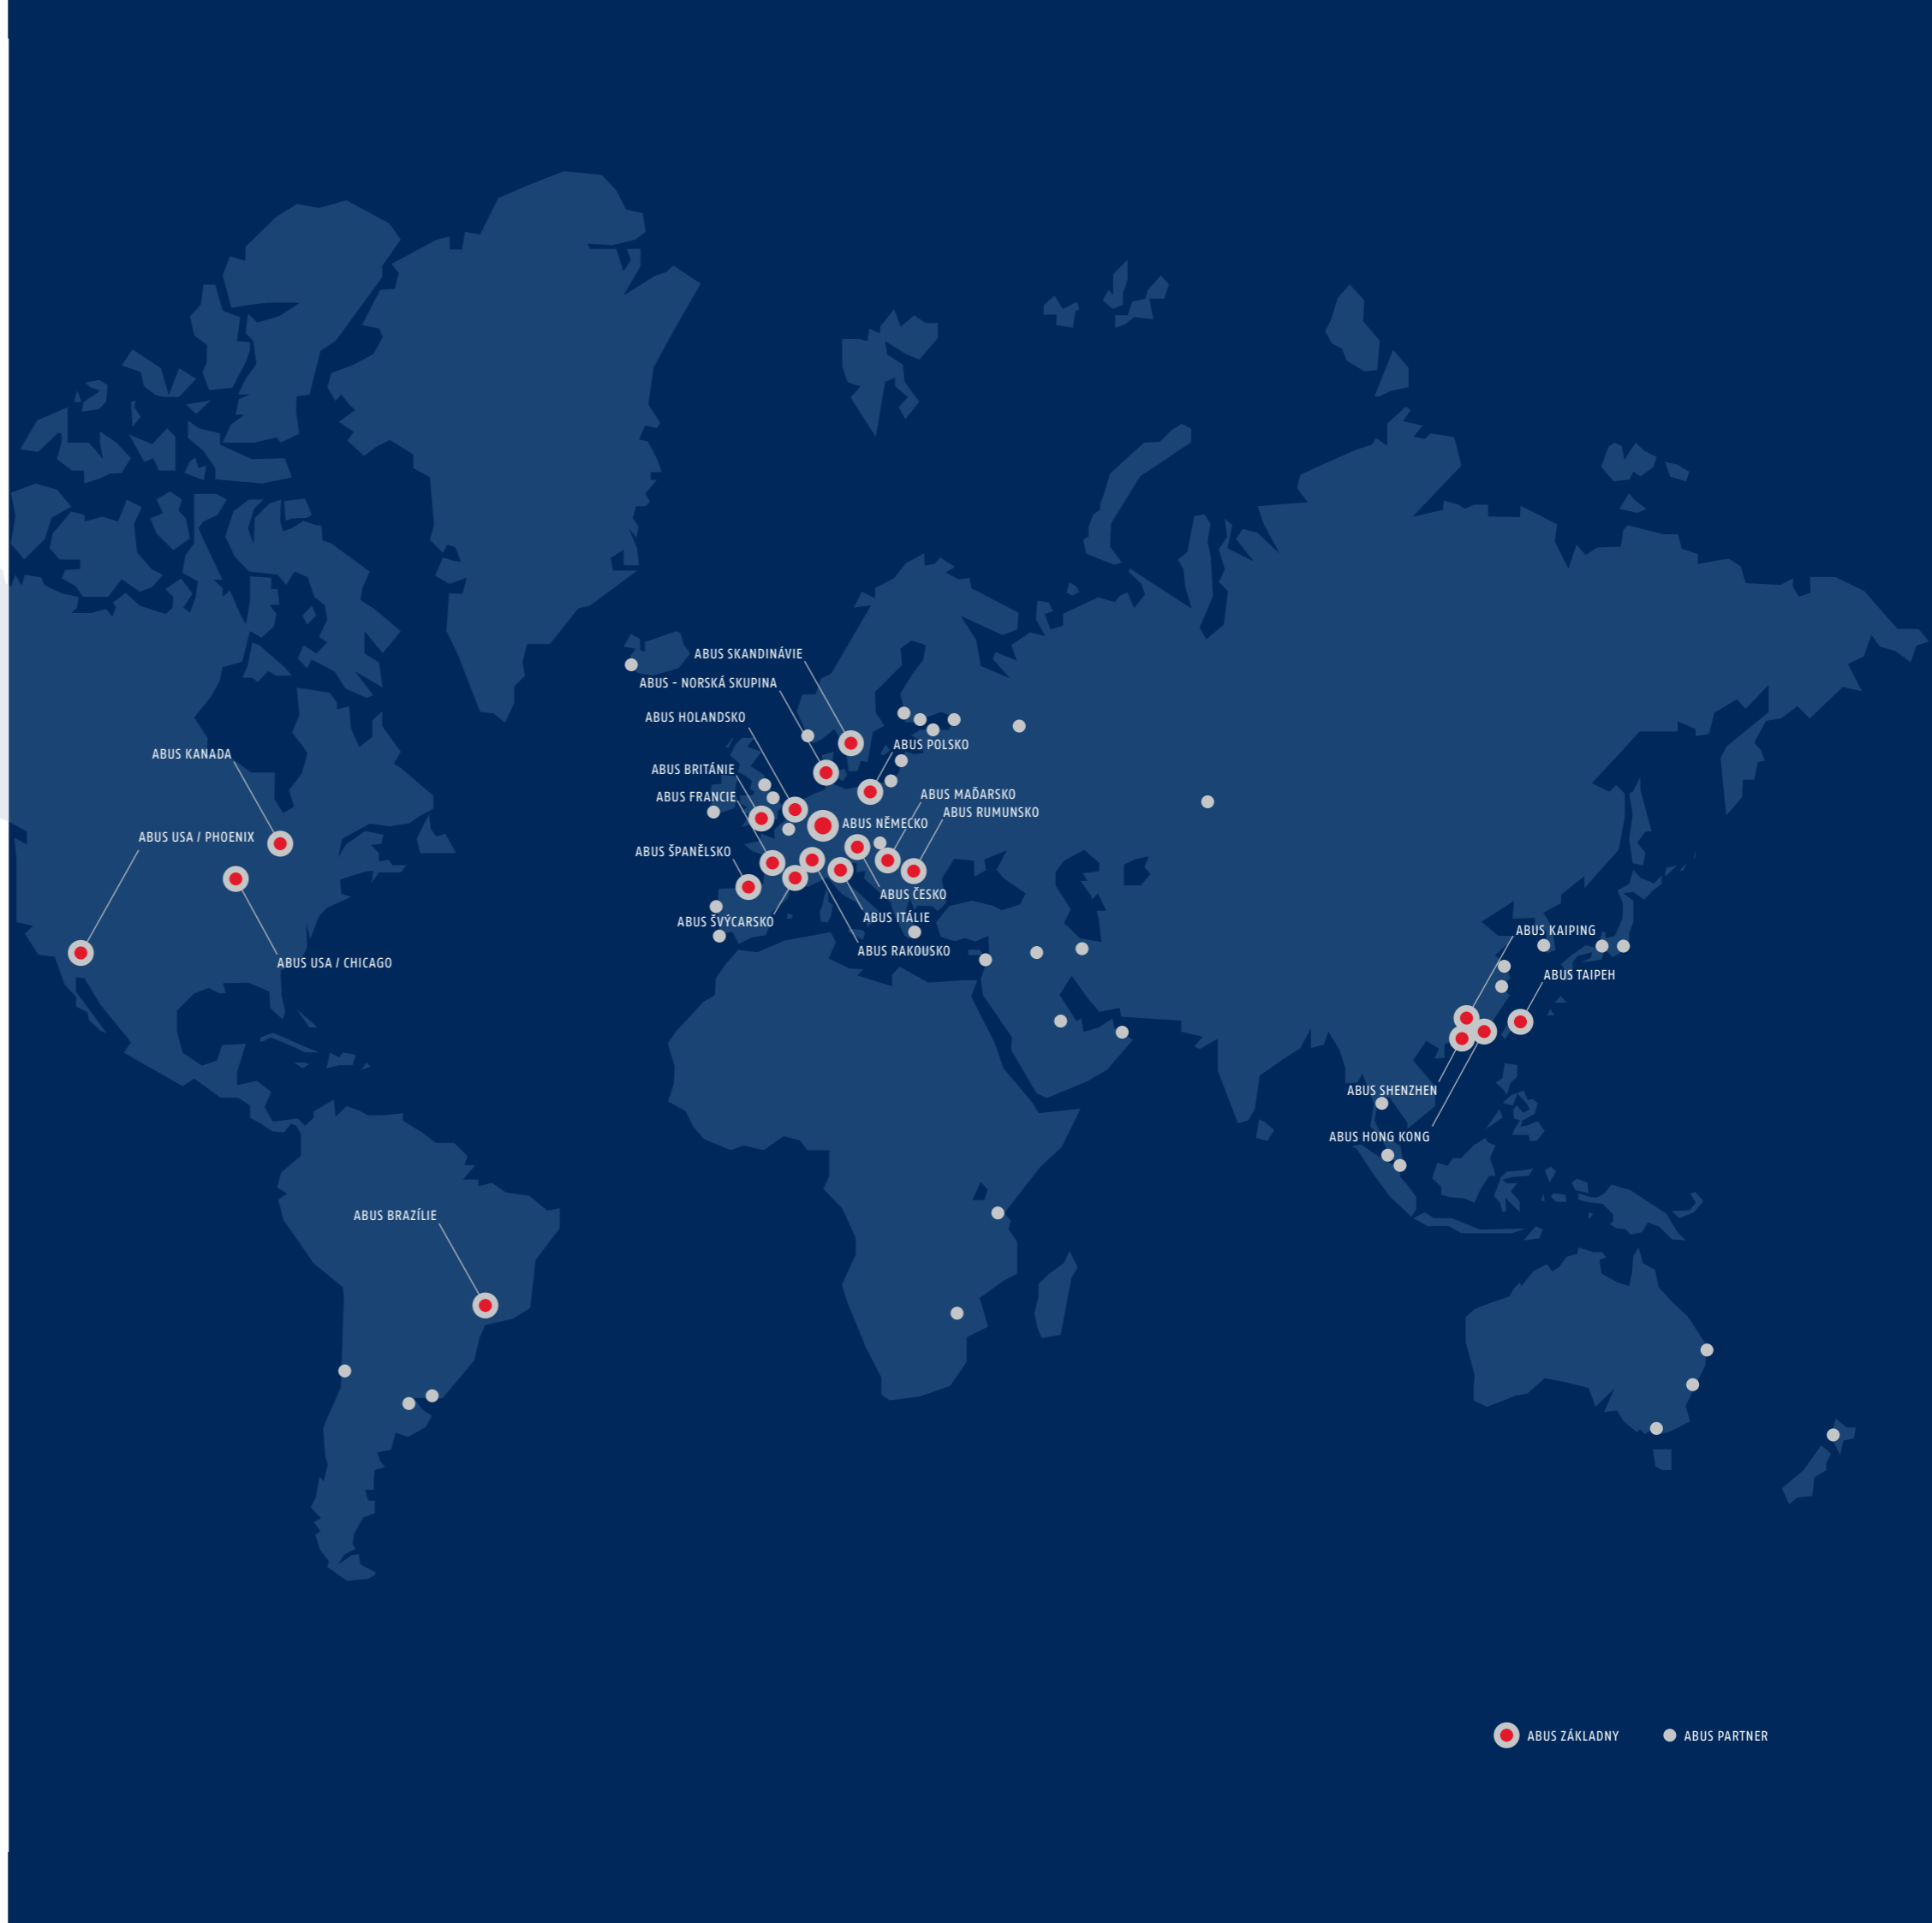 ABUS SKANDINÁVIE
ABUS - NORSKÁ SKUPINA
ABUS HOLANDSKO
ABUS POLSKO
ABUS KANADA
ABUS BRITÁNIE
ABUS FRANCIE
ABUS MAĎARSKO
ABUS RUMUNSKO
ABUS NĚMECKO
ABUS USA / PHOENIX
ABUS ŠPANĚLSKO
ABUS ČESKO
ABUS ITÁLIE
ABUS ŠVÝCARSKO
ABUS RAKOUSKO
ABUS USA / CHICAGO
ABUS KAIPING
ABUS TAIPEH
ABUS SHENZHEN
ABUS HONG KONG
ABUS BRAZÍLIE
ABUS ZÁKLADNY
ABUS PARTNER